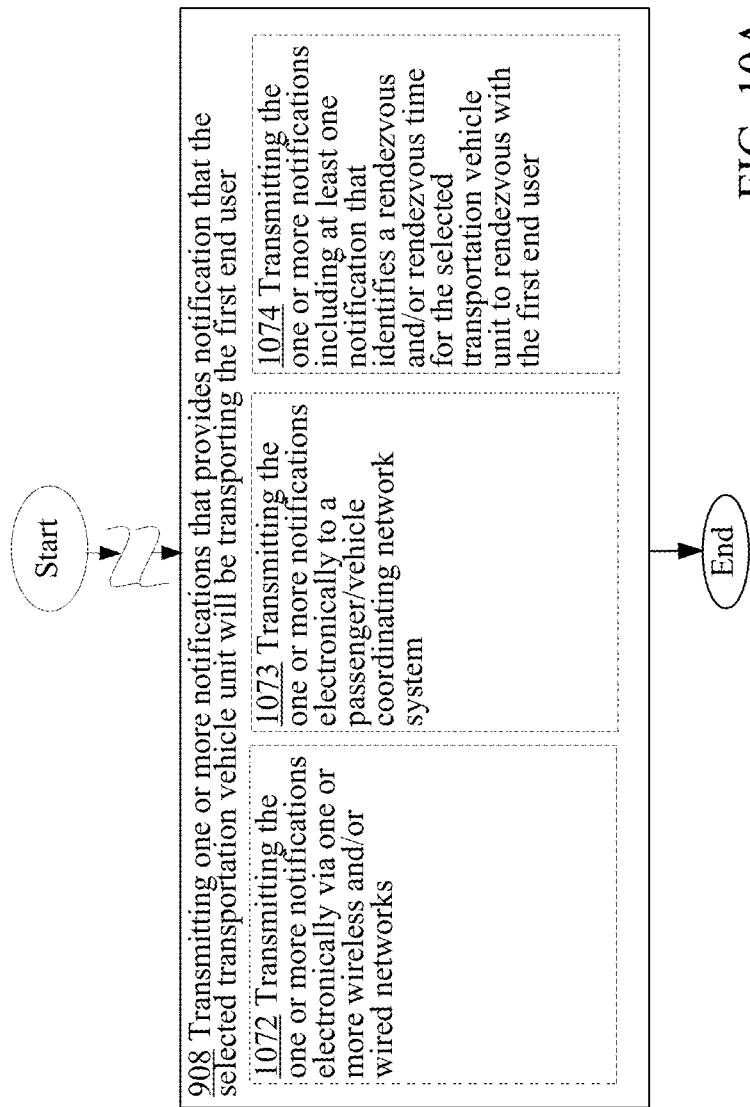 Start
908 Transmitting one or more notifications that provides notification that the
selected transportation vehicle unit will be transporting the first end user
1072 Transmitting the
one or more notifications
electronically via one or
more wireless and/or
wired networks
1073 Transmitting the
one or more notifications
electronically to a
passenger/vehicle
coordinating network
system
1074 Transmitting the
one or more notifications
including at least one
notification that
identifies a rendezvous
and/or rendezvous time
for the selected
transportation vehicle
unit to rendezvous with
the first end user
End
FIG. 10A